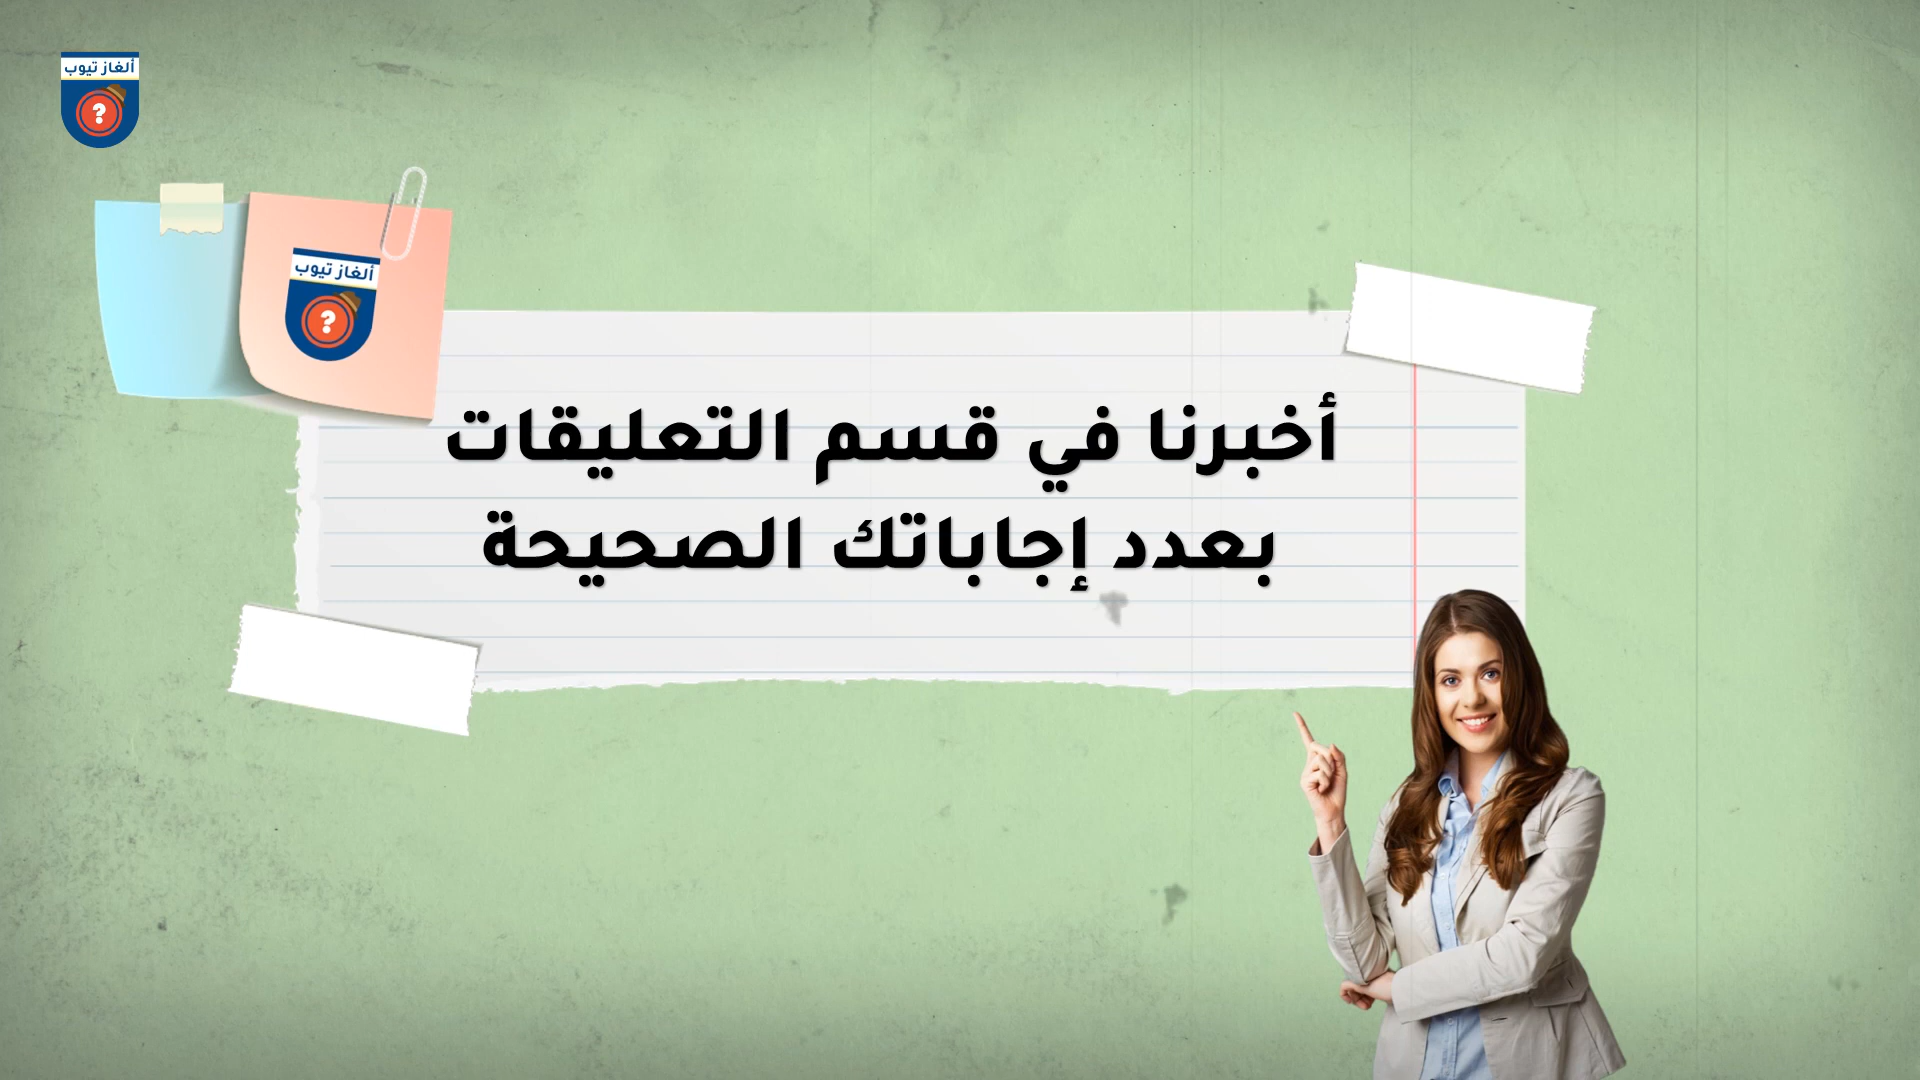 ألغاز تيوب
?
ألغاز تيوب
?
أخبرنا في قسم التعليقات
بعدد إجاباتك الصحيحة